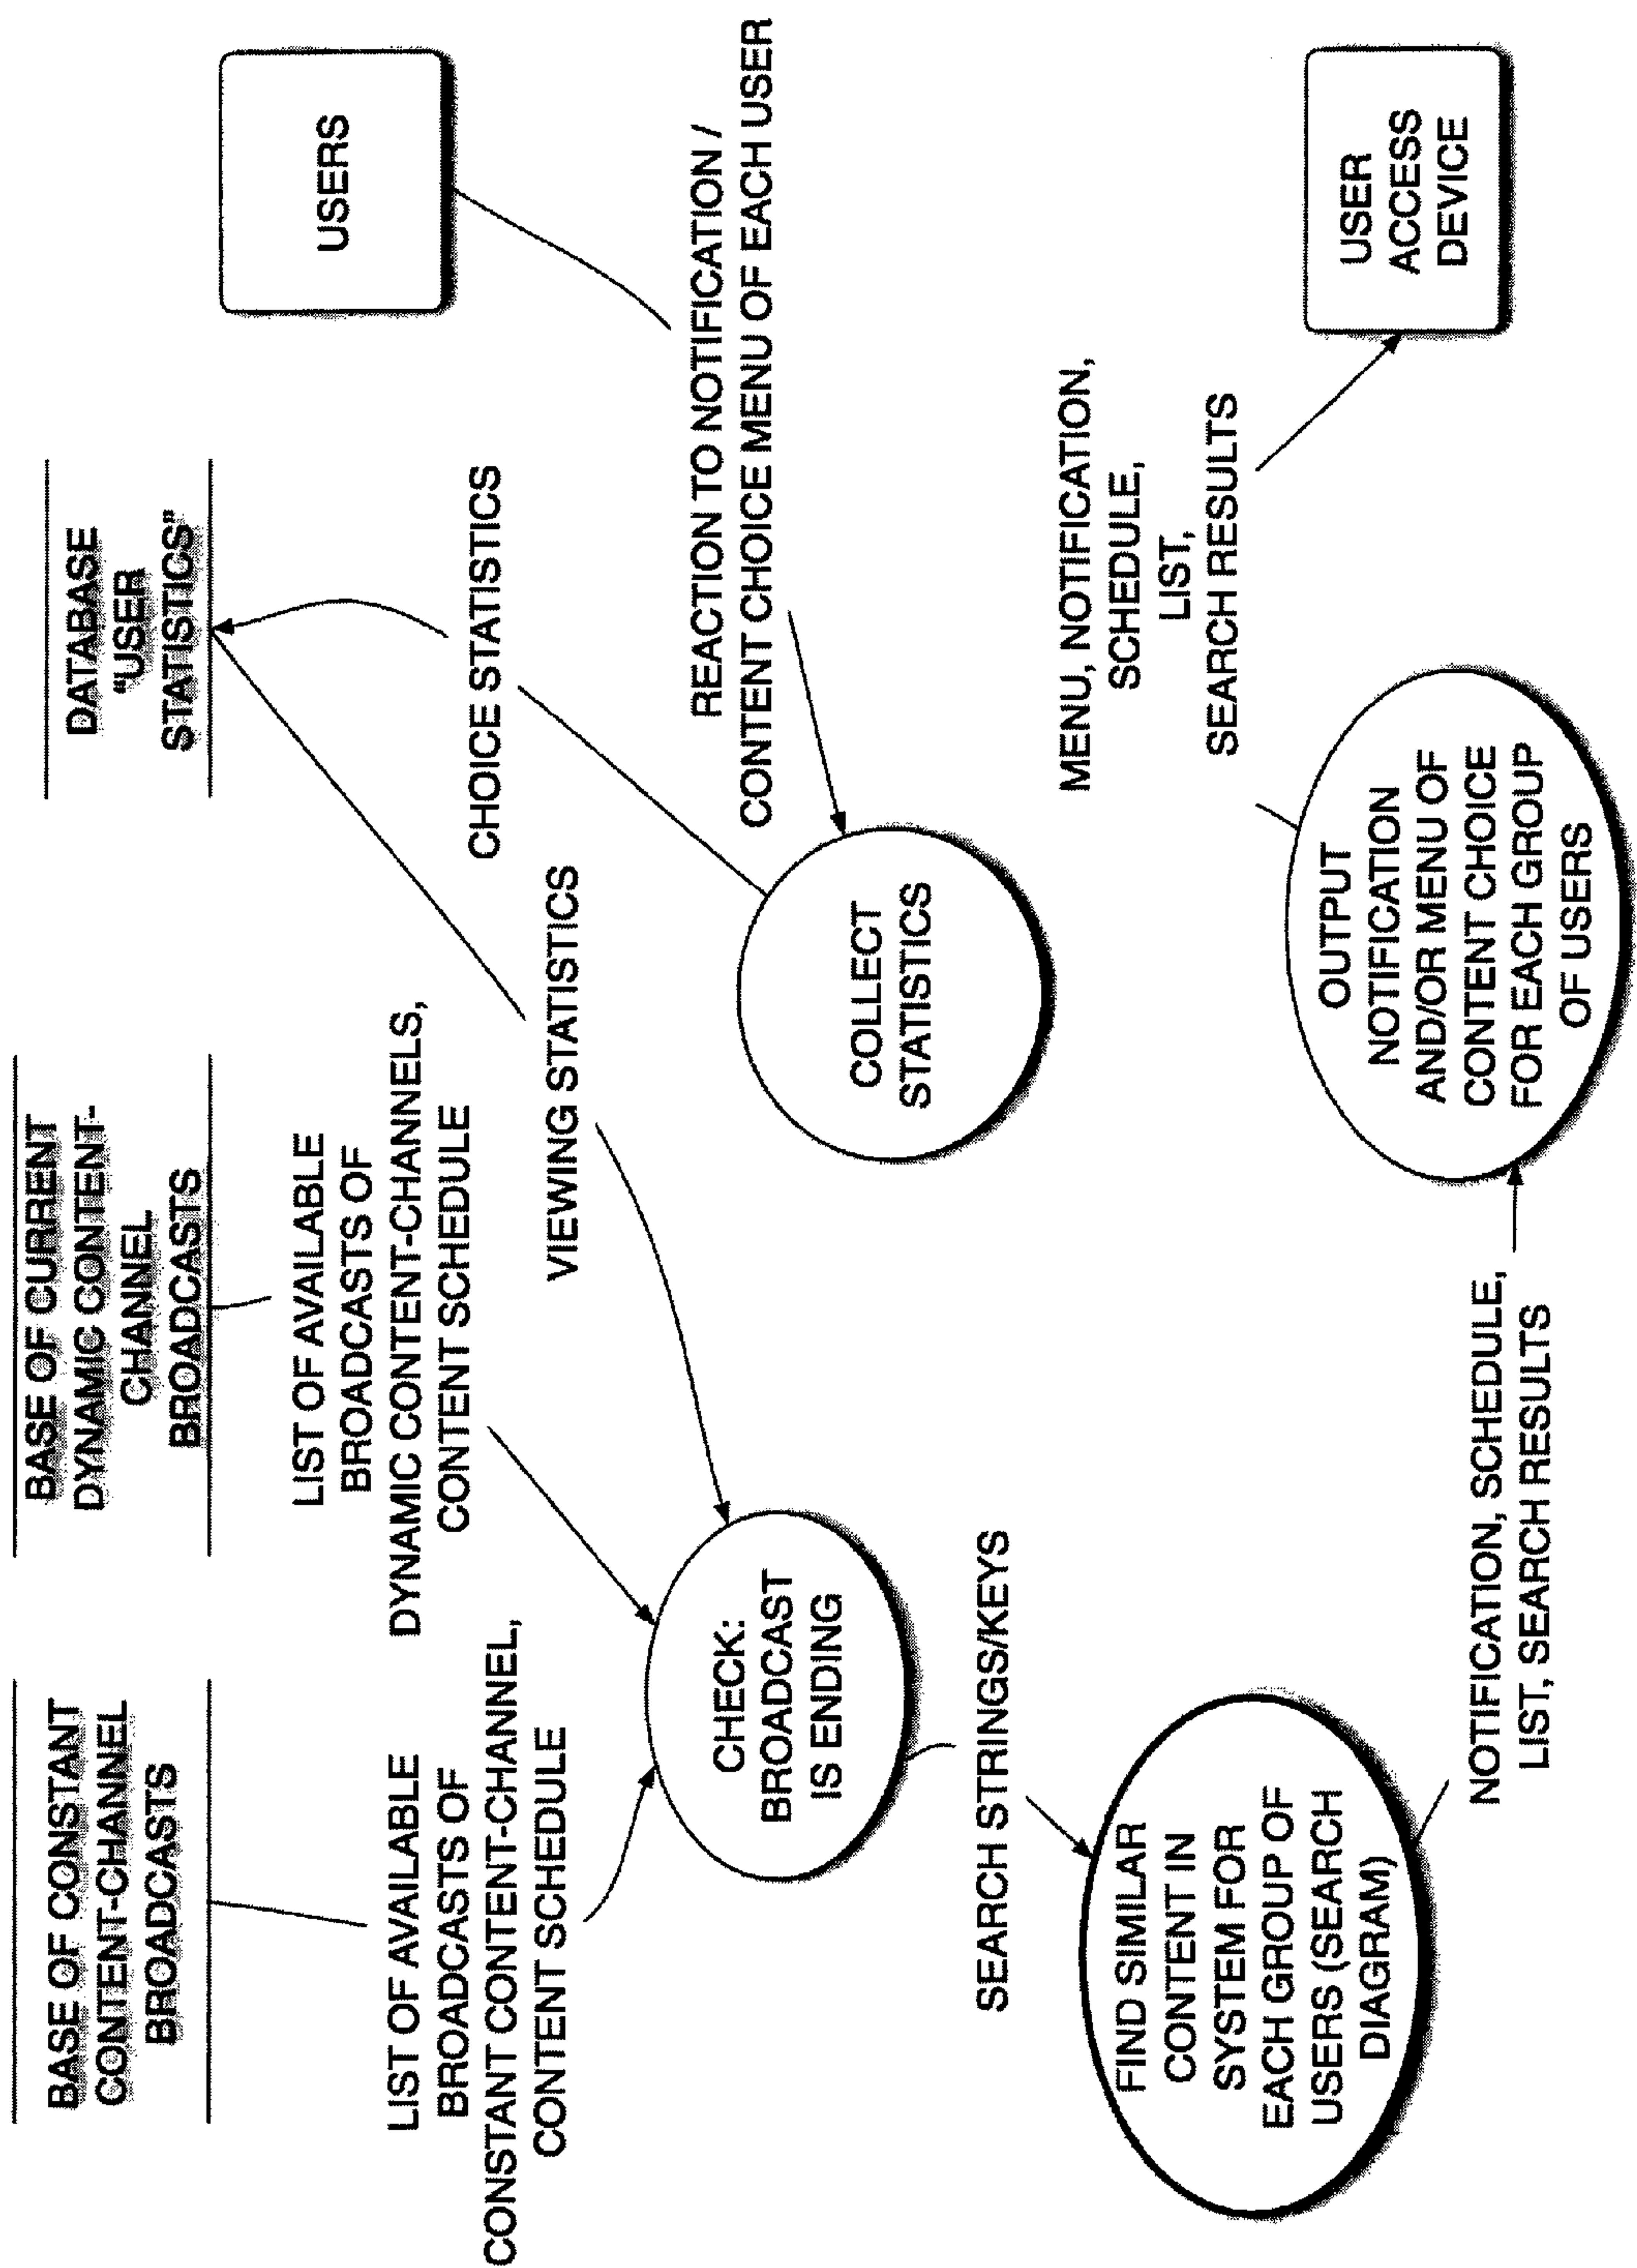 BASE OF CONSTANT
CONTENT-CHANNEL
BROADCASTS
BASE OF CURRENT
DYNAMIC CONTENT-
CHANNEL
BROADCASTS
DATABASE
"USER
STATISTICS"
USERS
LIST OF AVAILABLE
BROADCASTS OF
CONSTANT CONTENT-CHANNEL,
CONTENT SCHEDULE
LIST OF AVAILABLE
BROADCASTS OF
DYNAMIC CONTENT-CHANNELS,
CONTENT SCHEDULE
VIEWING STATISTICS
CHOICE STATISTICS
REACTION TO NOTIFICATION /
CONTENT CHOICE MENU OF EACH USER
CHECK:
BROADCAST
IS ENDING
COLLECT
STATISTICS
SEARCH STRINGS/KEYS
MENU, NOTIFICATION,
SCHEDULE,
LIST,
SEARCH RESULTS
FIND SIMILAR
CONTENT IN
SYSTEM FOR
EACH GROUP OF
USERS (SEARCH
DIAGRAM)
NOTIFICATION, SCHEDULE,
LIST, SEARCH RESULTS
OUTPUT
NOTIFICATION
AND/OR MENU OF
CONTENT CHOICE
FOR EACH GROUP
OF USERS
USER
ACCESS
DEVICE